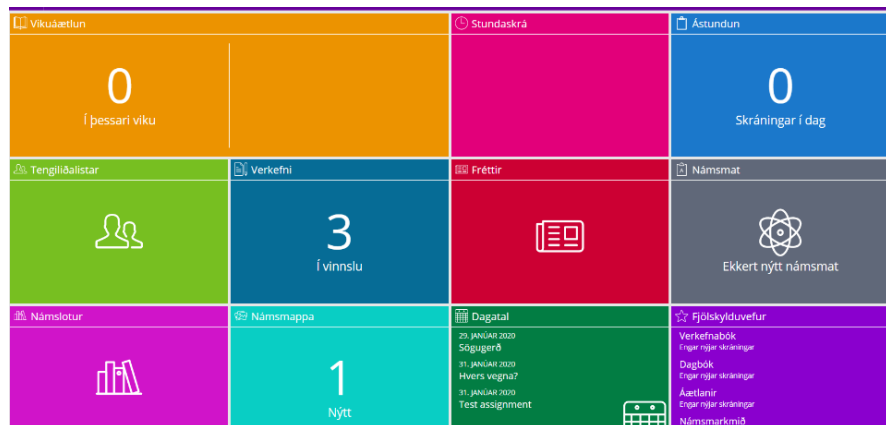 Vikuáætlun
0
Í þessari viku
Stundaskrá
Ástundun
0
Skráningar í dag
Tengiliðalistar
Verkefni
3
Í vinnslu
Fréttir
Námsmat
Ekkert nýtt námsmat
Námslotur
Námsmappa
1
Nýtt
Dagatal
29. JANÚAR 2020
Sögugerð
31. JANÚAR 2020
Hvers vegna?
31. JANÚAR 2020
Test assignment
Fjölskylduvefur
Verkefnabók
Engar nýjar skráningar
Dagbók
Engar nýjar skráningar
Áætlanir
Engar nýjar skráningar
Námsmarkmið